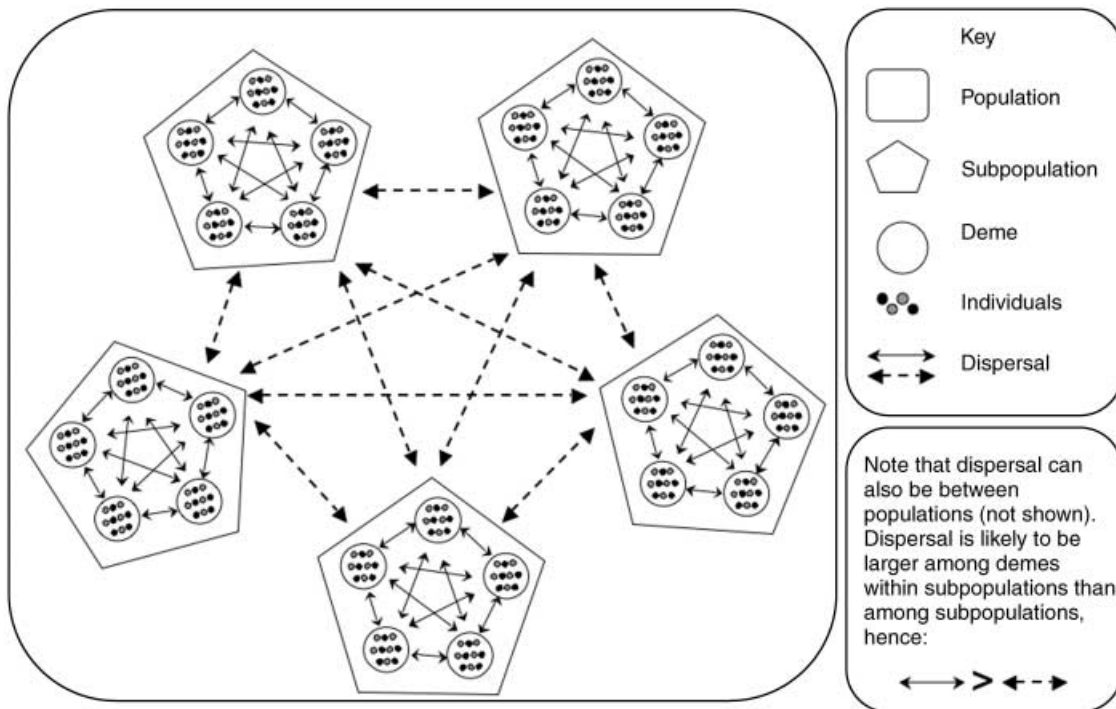 Key
Population
Subpopulation
Deme
Individuals
Dispersal
Note that dispersal can
also be between
populations (not shown).
Dispersal is likely to be
larger among demes
within subpopulations than
among subpopulations,
hence:
>